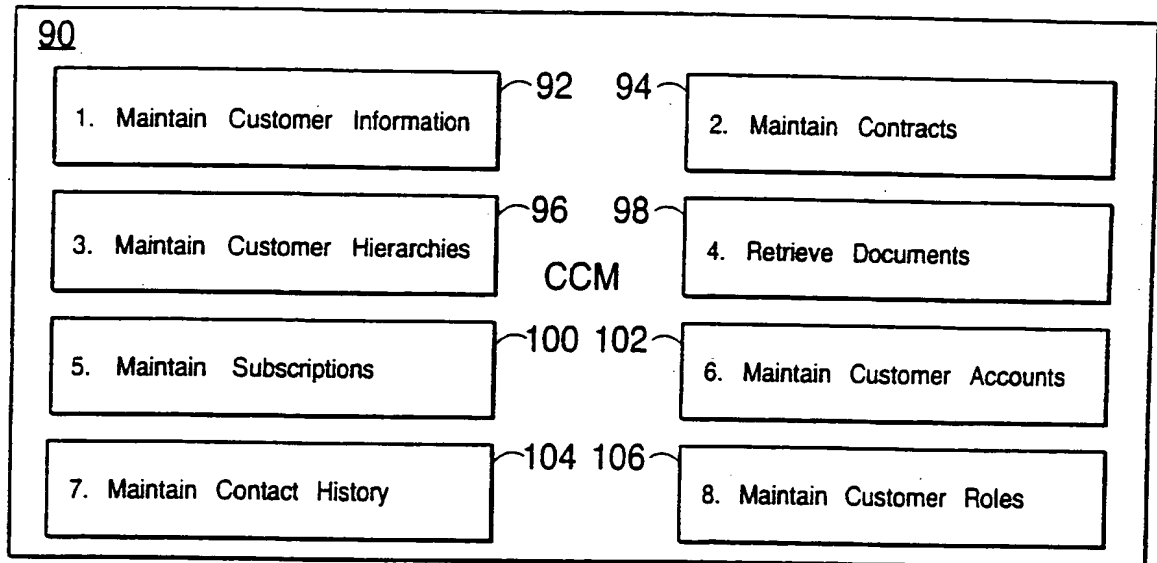 90
1. Maintain Customer Information
92
94
2. Maintain Contracts
3. Maintain Customer Hierarchies
96
98
4. Retrieve Documents
CCM
5. Maintain Subscriptions
100
102
6. Maintain Customer Accounts
7. Maintain Contact History
104
106
8. Maintain Customer Roles